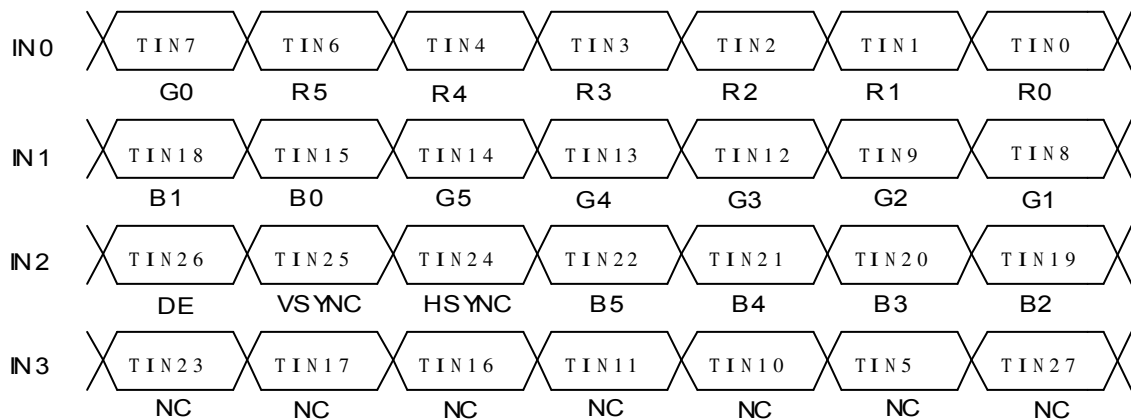 IN0 TIN7 TIN6 TIN4 TIN3 TIN2 TIN1 TIN0
G0 R5 R4 R3 R2 R1 R0
IN1 TIN18 TIN15 TIN14 TIN13 TIN12 TIN9 TIN8
B1 B0 G5 G4 G3 G2 G1
IN2 TIN26 TIN25 TIN24 TIN22 TIN21 TIN20 TIN19
DE VSYNC HSYNC B5 B4 B3 B2
IN3 TIN23 TIN17 TIN16 TIN11 TIN10 TIN5 TIN27
NC NC NC NC NC NC NC